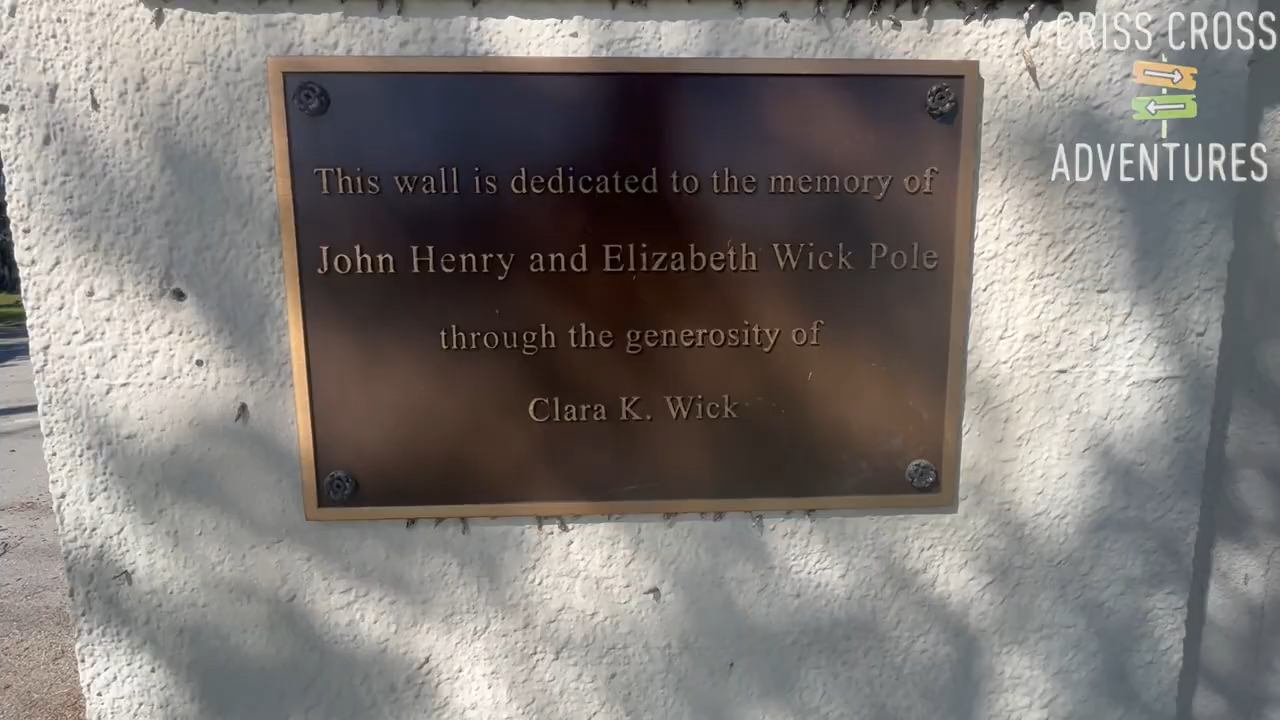 CRISS CROSS
ADVENTURES
This wall is dedicated to the memory of
John Henry and Elizabeth Wick Pole
through the generosity of
Clara K. Wick